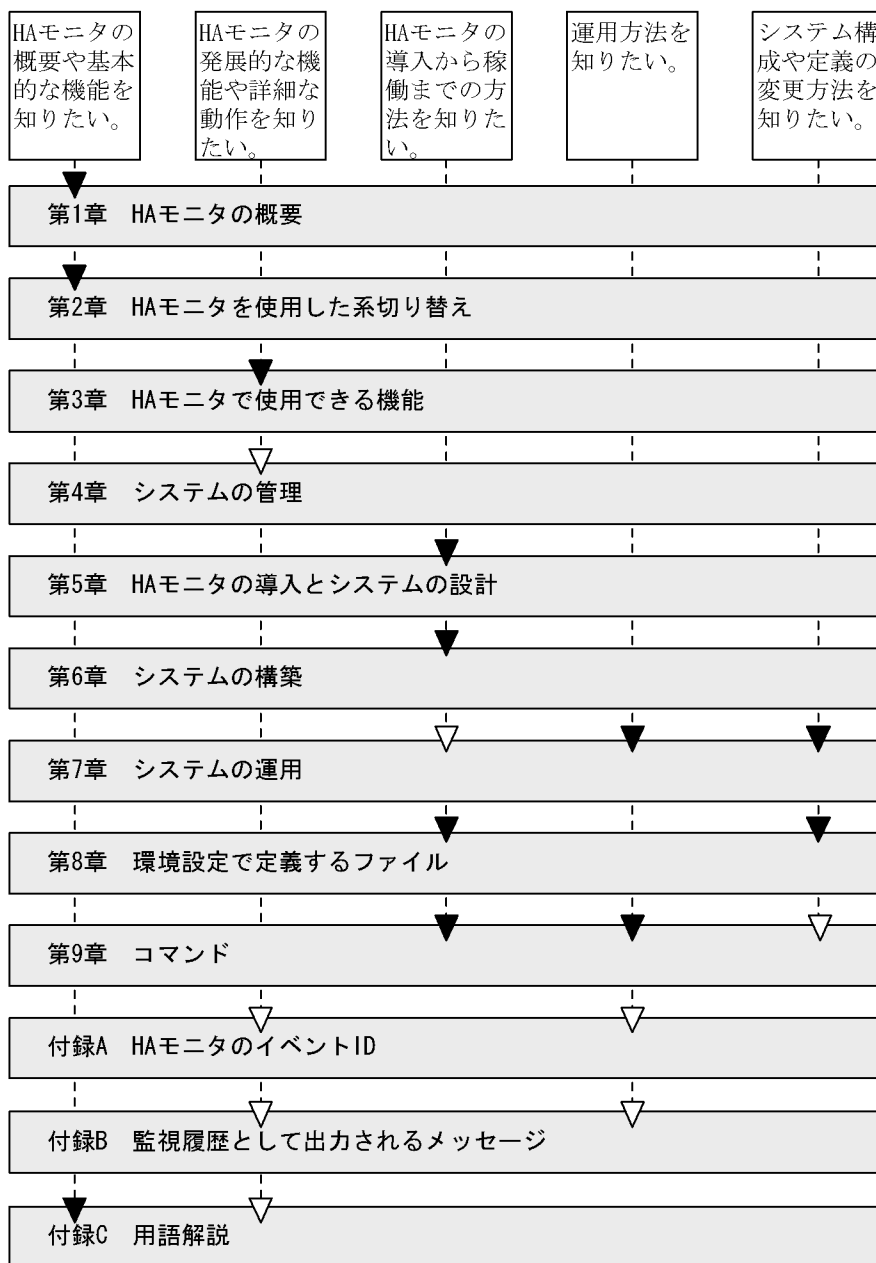 HAモニタの
概要や基本
的な機能を
知りたい。
HAモニタの
発展的な機
能や詳細な
動作を知り
たい。
HAモニタの
導入から稼
働までの方
法を知りた
い。
運用方法を
知りたい。
システム構
成や定義の
変更方法を
知りたい。
第1章 HAモニタの概要
第2章 HAモニタを使用した系切り替え
第3章 HAモニタで使用できる機能
第4章 システムの管理
第5章 HAモニタの導入とシステムの設計
第6章 システムの構築
第7章 システムの運用
第8章 環境設定で定義するファイル
第9章 コマンド
付録A HAモニタのイベントID
付録B 監視履歴として出力されるメッセージ
付録C 用語解説